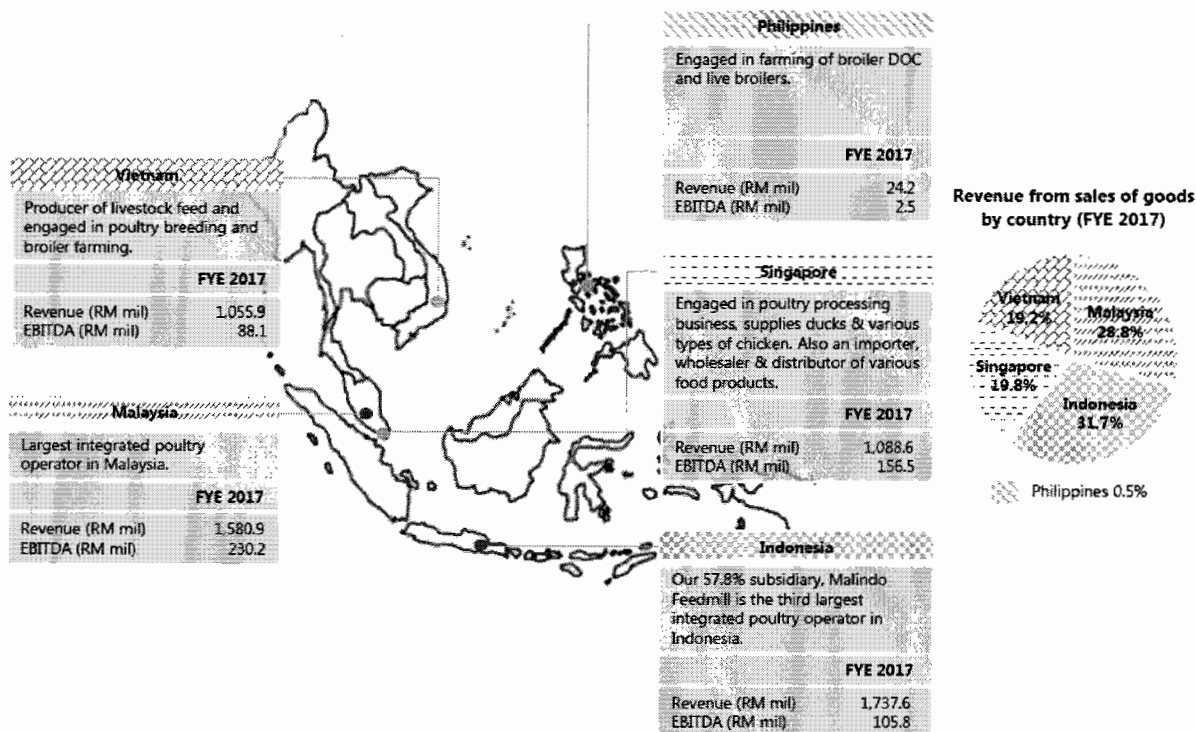 Philippines
Engaged in farming of broiler DOC
and live broilers.
FYE 2017
Revenue (RM mil) 24.2
EBITDA (RM mil) 2.5
Vietnam
Producer of livestock feed and
engaged in poultry breeding and
broiler farming.
FYE 2017
Revenue (RM mil) 1,055.9
EBITDA (RM mil) 88.1
Singapore
Engaged in poultry processing
business, supplies ducks & various
types of chicken. Also an importer,
wholesaler & distributor of various
food products.
FYE 2017
Revenue (RM mil) 1,088.6
EBITDA (RM mil) 156.5
Malaysia
Largest integrated poultry
operator in Malaysia.
FYE 2017
Revenue (RM mil) 1,580.9
EBITDA (RM mil) 230.2
Indonesia
Our 57.8% subsidiary, Malindo
Feedmill is the third largest
integrated poultry operator in
Indonesia.
FYE 2017
Revenue (RM mil) 1,737.6
EBITDA (RM mil) 105.8
Revenue from sales of goods
by country (FYE 2017)
Vietnam
19.2%
Malaysia
28.8%
Singapore
19.8%
Indonesia
31.7%
Philippines 0.5%